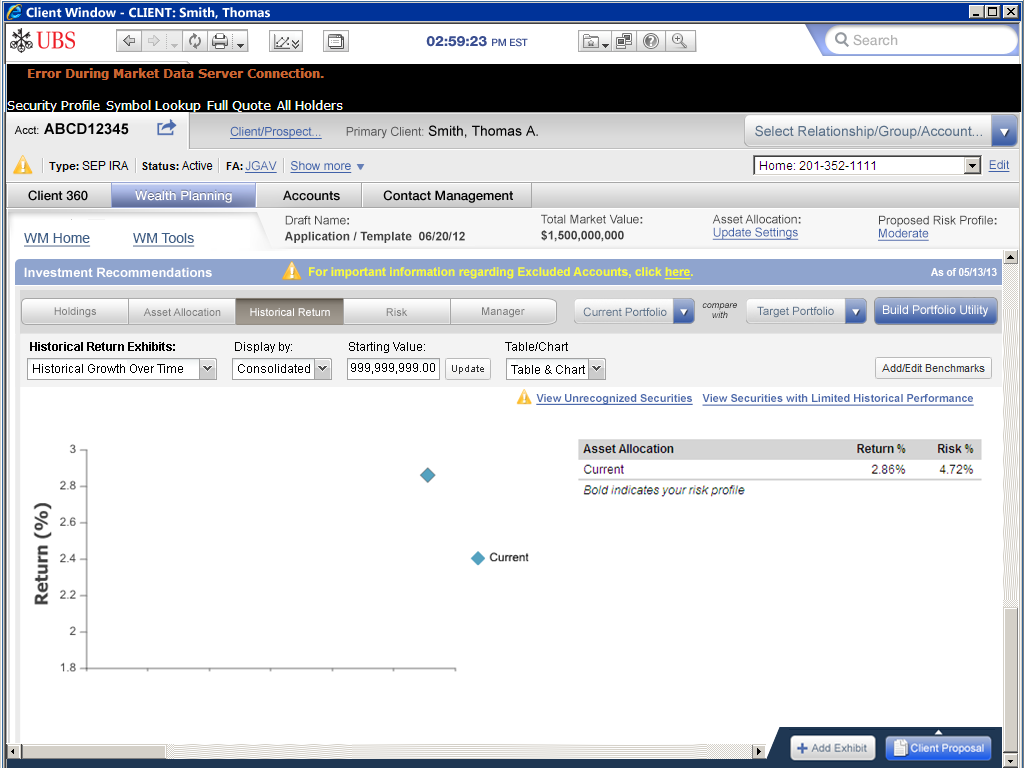 Client Window - CLIENT: Smith, Thomas
UBS
02:59:23 PM EST
Search
Error During Market Data Server Connection.
Security Profile Symbol Lookup Full Quote All Holders
Acct: ABCD12345
Client/Prospect...
Primary Client: Smith, Thomas A.
Select Relationship/Group/Account...
Type: SEP IRA
Status: Active
FA: JGAV
Show more
Home: 201-352-1111
Edit
Client 360
Wealth Planning
Accounts
Contact Management
WM Home
WM Tools
Draft Name:
Application / Template 06/20/12
Total Market Value:
$1,500,000,000
Asset Allocation:
Update Settings
Proposed Risk Profile:
Moderate
Investment Recommendations
For important information regarding Excluded Accounts, click here.
As of 05/13/13
Holdings
Asset Allocation
Historical Return
Risk
Manager
Current Portfolio
compare
with
Target Portfolio
Build Portfolio Utility
Historical Return Exhibits:
Display by:
Starting Value:
Table/Chart
Historical Growth Over Time
Consolidated
999,999,999.00
Update
Table & Chart
Add/Edit Benchmarks
View Unrecognized Securities
View Securities with Limited Historical Performance
Return (%)
3
2.8
2.6
2.4
2.2
2
1.8
Current
Asset Allocation Return % Risk %
Current 2.86% 4.72%
Bold indicates your risk profile
Add Exhibit
Client Proposal